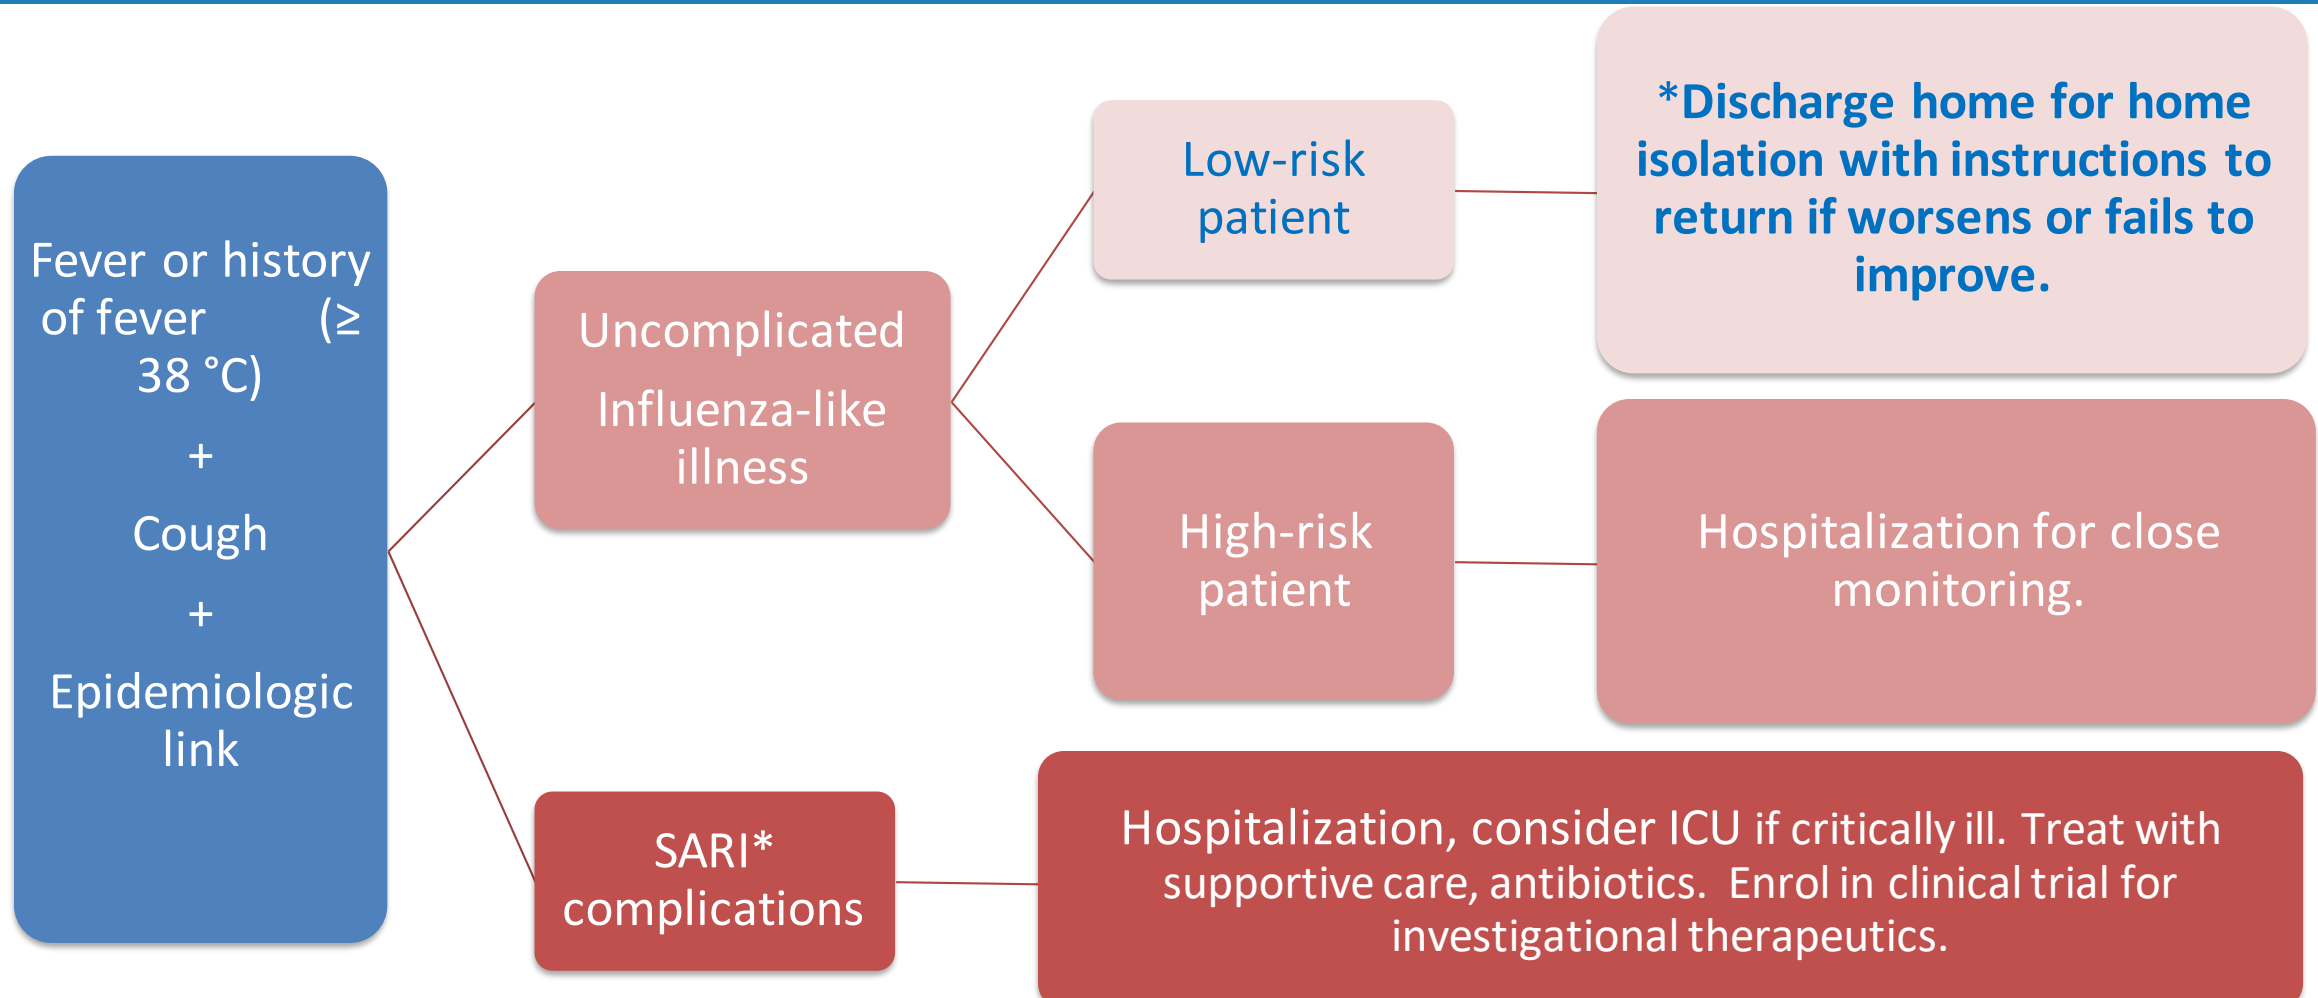 Fever or history
of fever (≥
38 °C)
+
Cough
+
Epidemiologic
link
Uncomplicated
Influenza-like
illness
Low-risk
patient
*Discharge home for home
isolation with instructions to
return if worsens or fails to
improve.
High-risk
patient
Hospitalization for close
monitoring.
SARI*
complications
Hospitalization, consider ICU if critically ill. Treat with
supportive care, antibiotics. Enrol in clinical trial for
investigational therapeutics.